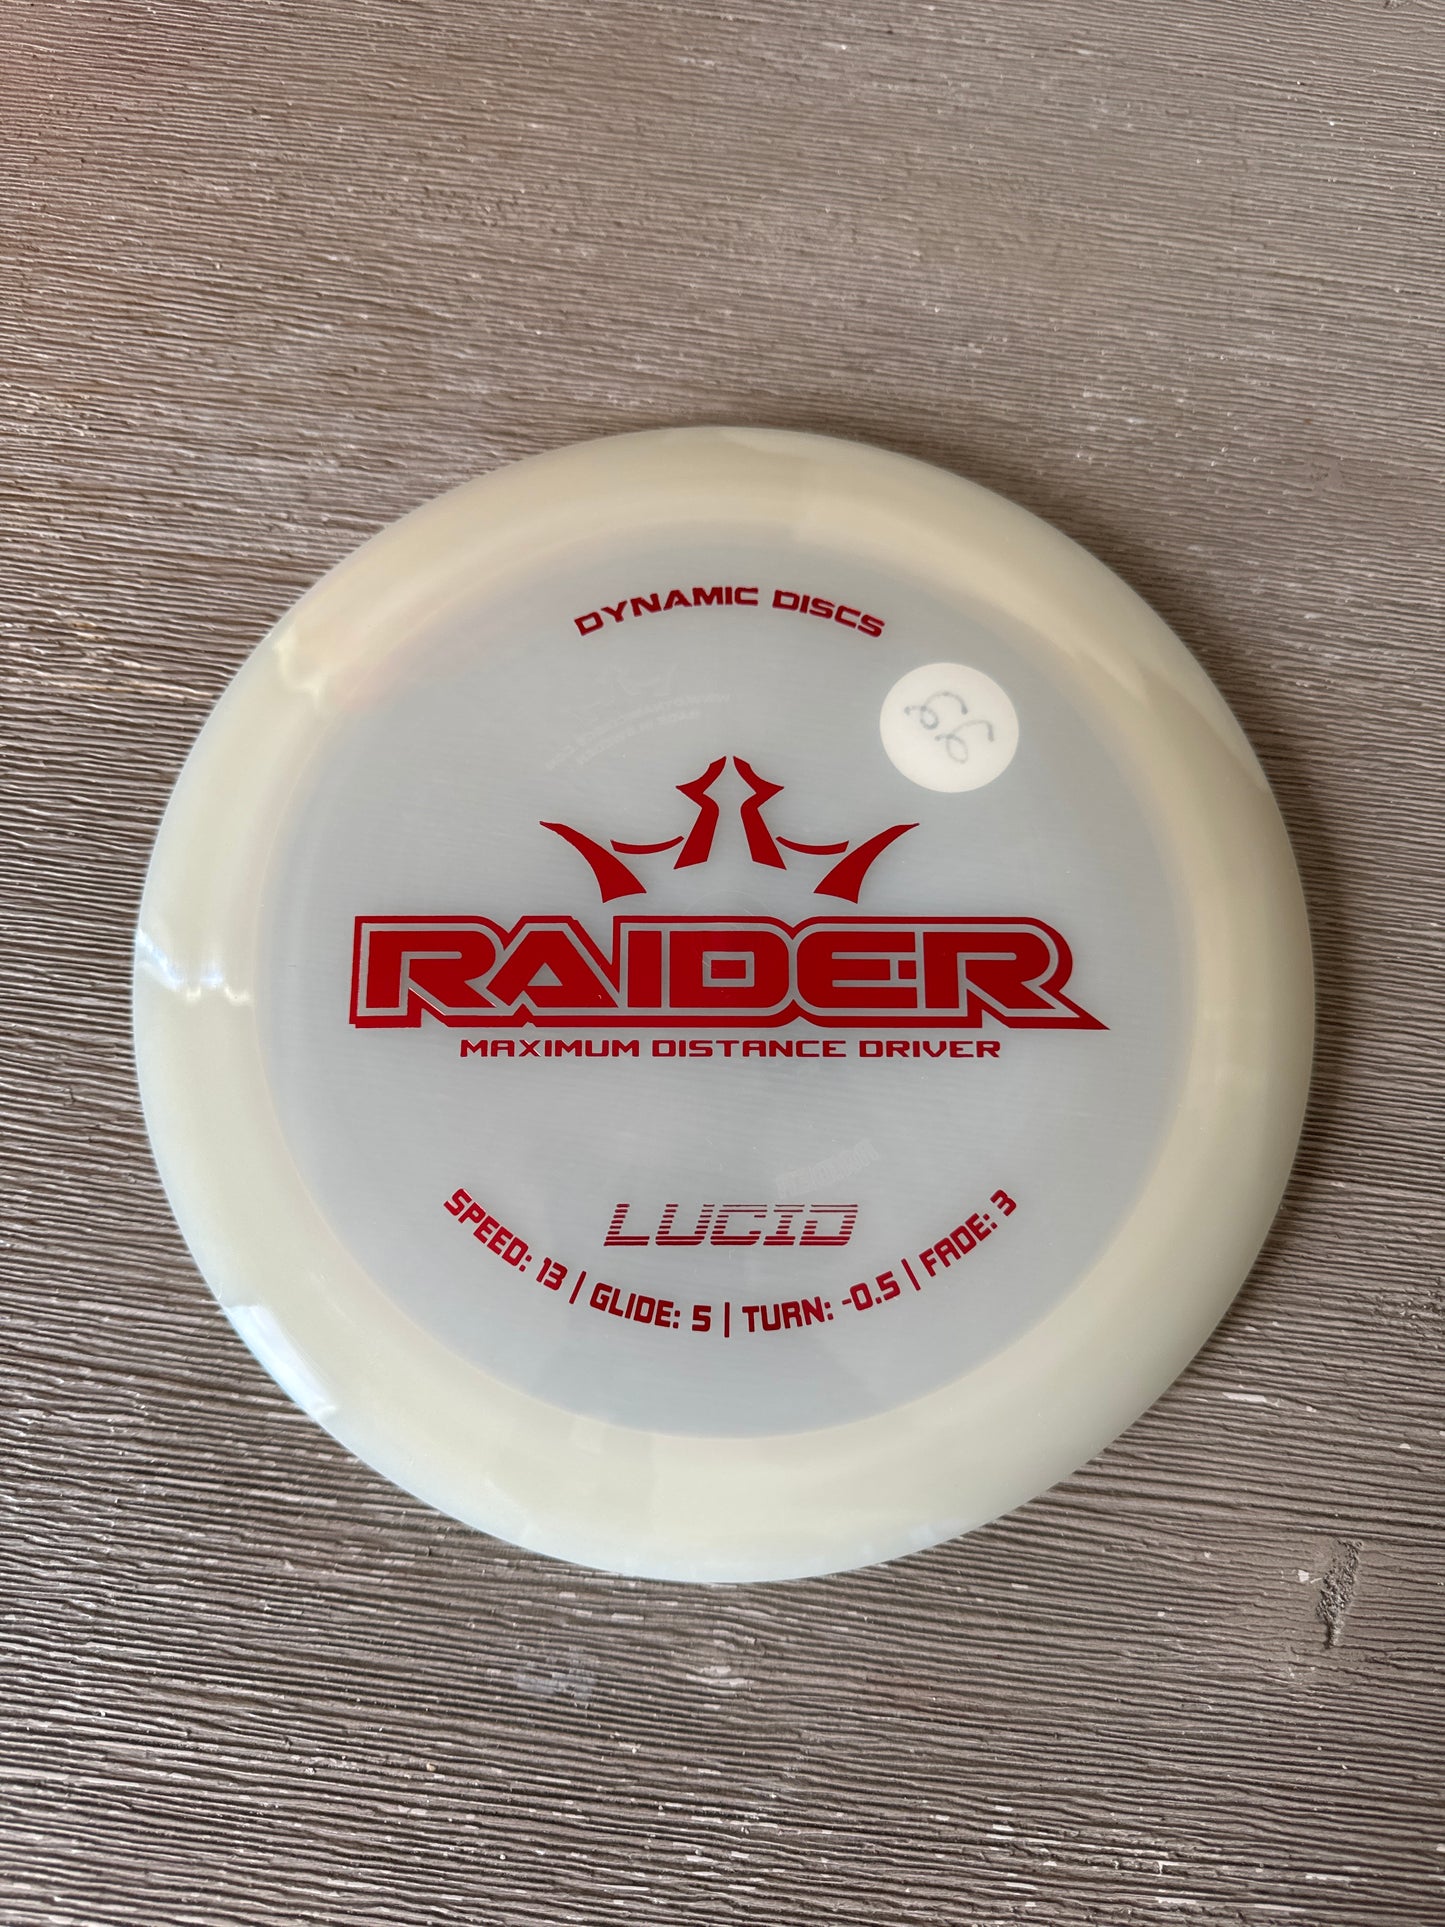 DYNAMIC DISCS
RAIDER
MAXIMUM DISTANCE DRIVER
LUCID
SPEED: 13 | GLIDE: 5 | TURN: -0.5 | FADE: 3